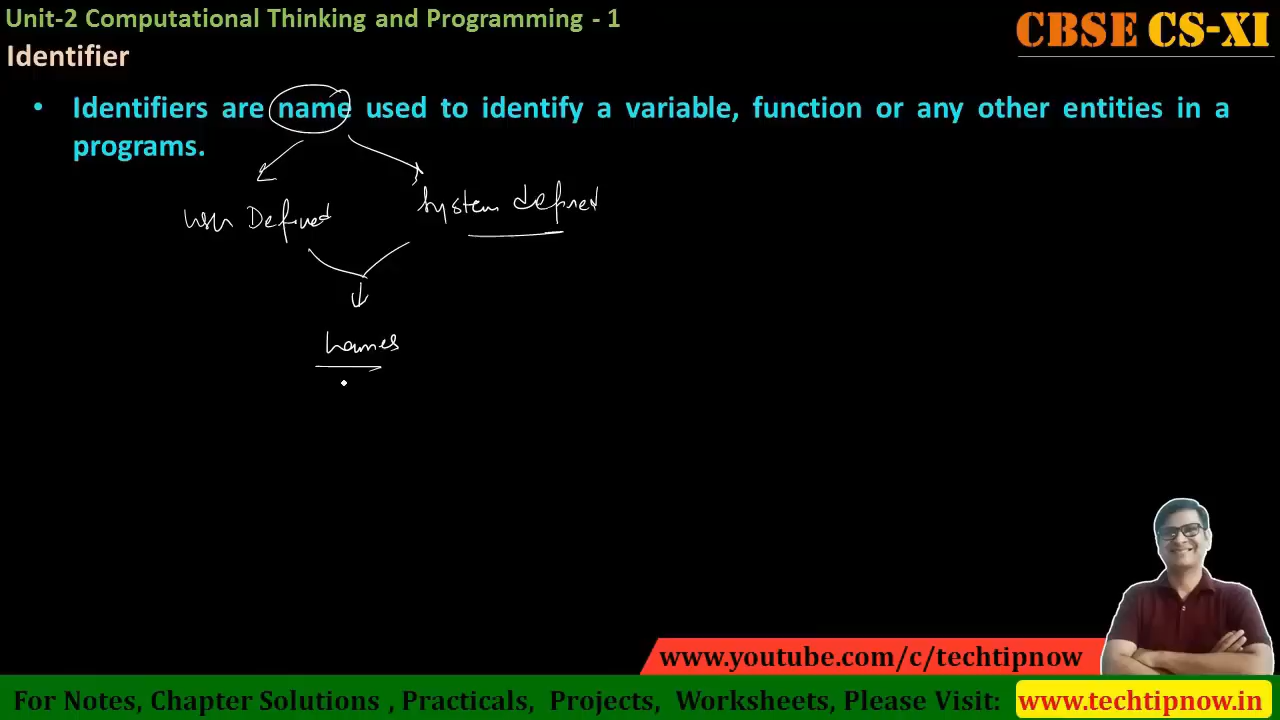 Unit-2 Computational Thinking and Programming - 1
CBSE CS-XI
Identifier
• Identifiers are name used to identify a variable, function or any other entities in a
programs.
User Defined
System defined
names
www.youtube.com/c/techtipnow
For Notes, Chapter Solutions , Practicals, Projects, Worksheets, Please Visit: www.techtipnow.in